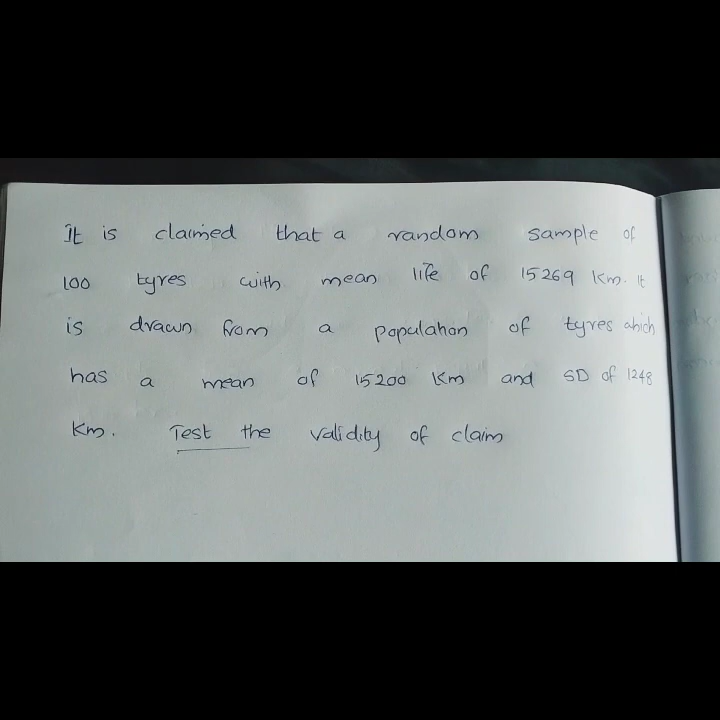 It is claimed that a random sample of
100 tyres with mean life of 15269 Km. It
is drawn from a population of tyres which
has a mean of 15200 Km and SD of 1248
Km. Test the validity of claim